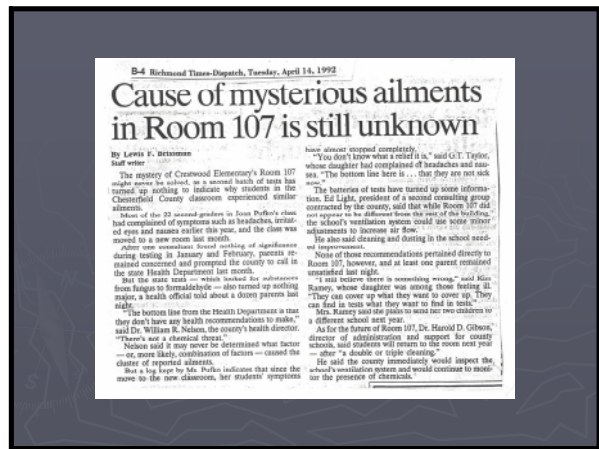 B-4 Richmond Times-Dispatch, Tuesday, April 14, 1992
Cause of mysterious ailments
in Room 107 is still unknown
By Lewis F. Brissman
Staff writer
The mystery of Crestwood Elementary's Room 107
might never be solved, as a second batch of tests has
turned up nothing to indicate why students in the
Chesterfield County classroom experienced similar
ailments.
Most of the 22 second-graders in Joan Pufko's class
had complained of symptoms such as headaches, irritat-
ed eyes and nausea earlier this year, and the class was
moved to a new room last month.
After one consultant found nothing of significance
during testing in January and February, parents re-
mained concerned and prompted the county to call in
the state Health Department last month.
But the state tests — which looked for substances
from fungus to formaldehyde — also turned up nothing
major, a health official told about a dozen parents last
night.
"The bottom line from the Health Department is that
they don't have any health recommendations to make,"
said Dr. William R. Nelson, the county's health director.
"There's not a chemical threat."
Nelson said it may never be determined what factor
— or, more likely, combination of factors — caused the
cluster of reported ailments.
But a log kept by Ms. Pufko indicates that since the
move to the new classroom, her students' symptoms
have almost stopped completely.
"You don't know what a relief it is," said G.T. Taylor,
whose daughter had complained of headaches and nau-
sea. "The bottom line here is . . . that they are not sick
now."
The batteries of tests have turned up some informa-
tion. Ed Light, president of a second consulting group
contracted by the county, said that while Room 107 did
not appear to be different from the rest of the building,
the school's ventilation system could use some minor
adjustments to increase air flow.
He also said cleaning and dusting in the school need-
ed improvement.
None of those recommendations pertained directly to
Room 107, however, and at least one parent remained
unsatisfied last night.
"I still believe there is something wrong," said
Ramey, whose daughter was among those feeling ill.
"They can cover up what they want to cover up. They
can find in tests what they want to find in tests."
Mrs. Ramey said she plans to send her two children to
a different school next year.
As for the future of Room 107, Dr. Harold D. Gibson,
director of administration and support for county
schools, said students will return to the room next year
— after "a double or triple cleaning."
He said the county immediately would inspect the
school's ventilation system and would continue to moni-
tor the presence of chemicals.